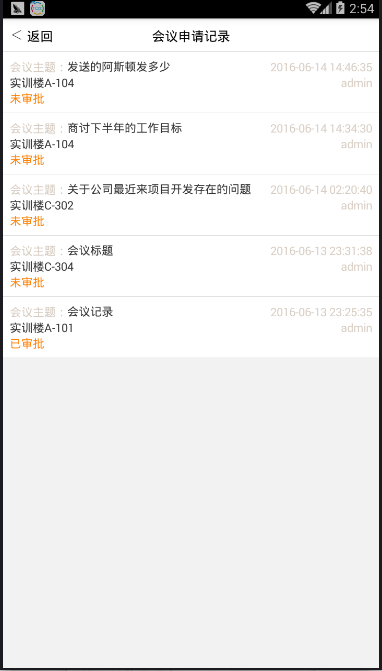 2:54
< 返回 会议申请记录
会议主题：发送的阿斯顿发多少 2016-06-14 14:46:35
实训楼A-104 admin
未审批
会议主题：商讨下半年的工作目标 2016-06-14 14:34:30
实训楼A-104 admin
未审批
会议主题：关于公司最近来项目开发存在的问题 2016-06-14 02:20:40
实训楼C-302 admin
未审批
会议主题：会议标题 2016-06-13 23:31:38
实训楼C-304 admin
未审批
会议主题：会议记录 2016-06-13 23:25:35
实训楼A-101 admin
已审批